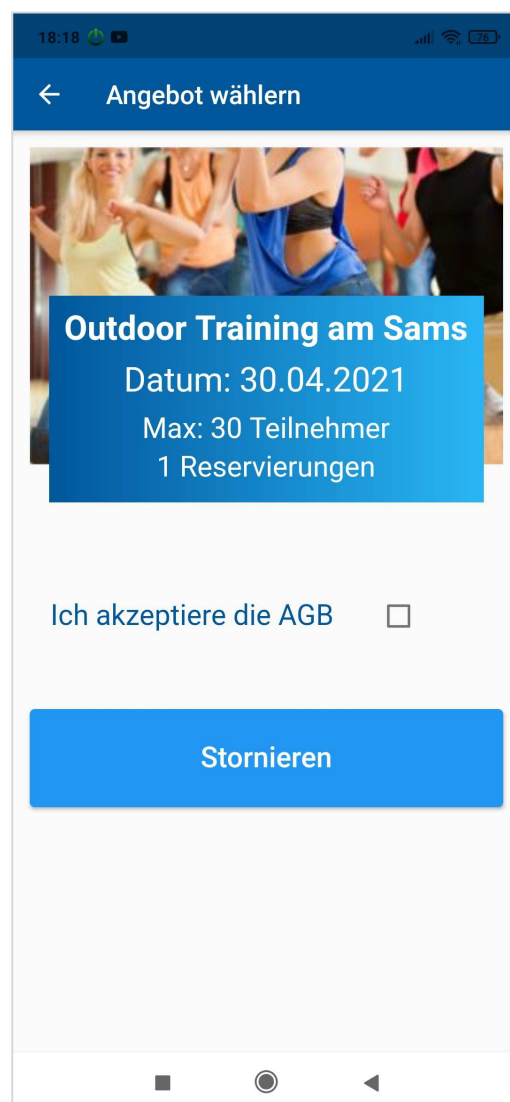 18:18
76
Angebot wählern
Outdoor Training am Sams
Datum: 30.04.2021
Max: 30 Teilnehmer
1 Reservierungen
Ich akzeptiere die AGB
Stornieren